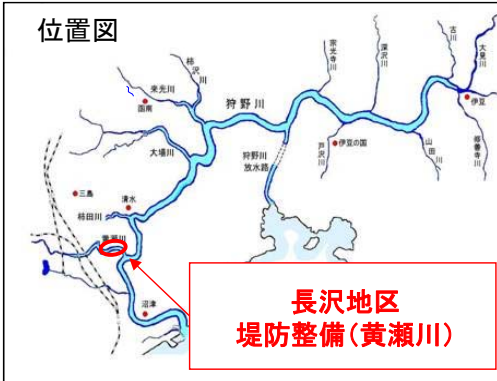 位置図
柿沢川
来光川
函南
大場川
三島
清水
柿田川
黄瀬川
沼津
狩野川
宗光寺川
深沢川
古川
大見川
伊豆
修善寺川
山田川
伊豆の国
戸沢川
狩野川
放水路
長沢地区
堤防整備(黄瀬川)